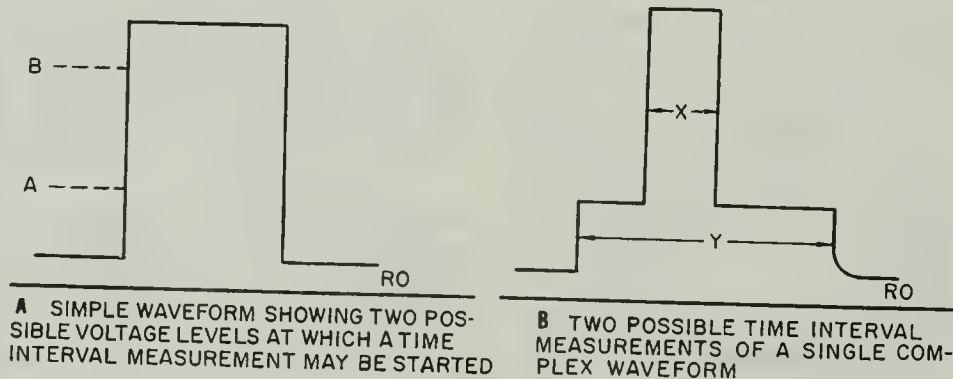 B
A
RO
A SIMPLE WAVEFORM SHOWING TWO POS-
SIBLE VOLTAGE LEVELS AT WHICH A TIME
INTERVAL MEASUREMENT MAY BE STARTED
X
Y
RO
B TWO POSSIBLE TIME INTERVAL
MEASUREMENTS OF A SINGLE COM-
PLEX WAVEFORM